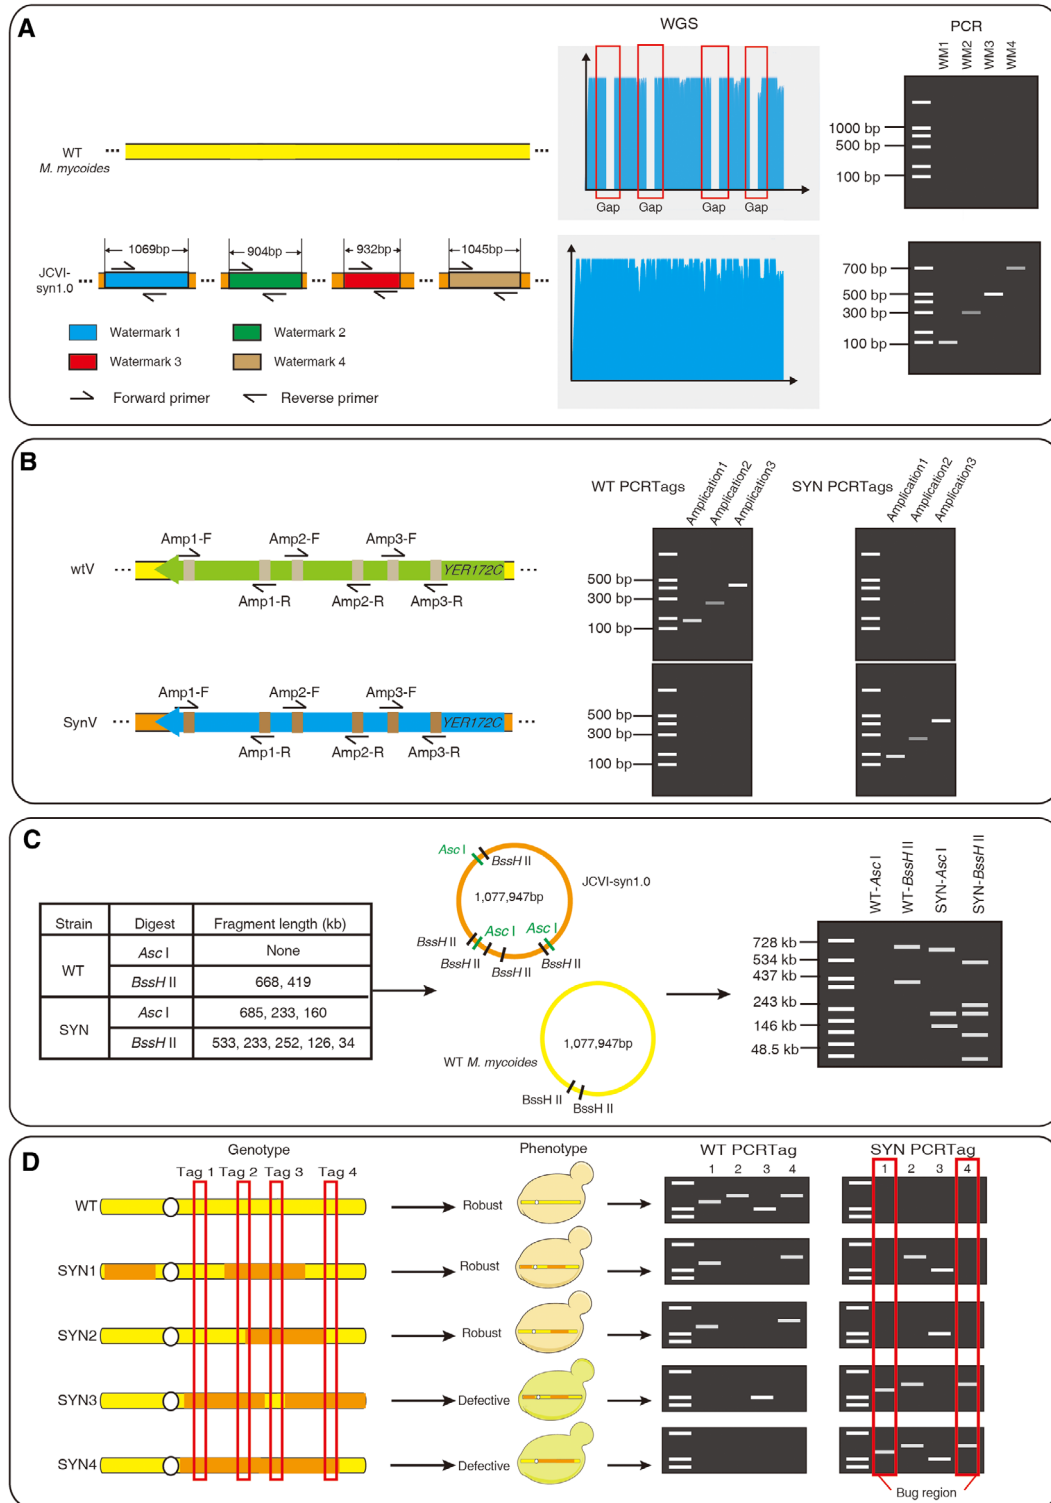 A
WGS
PCR
WM1
WM2
WM3
WM4
WT
M. mycoides
...
...
1000 bp
500 bp
100 bp
Gap
Gap
Gap
Gap
1069bp
904bp
932bp
1045bp
JCVI-
syn1.0
...
...
...
...
...
700 bp
500 bp
300 bp
100 bp
Watermark 1
Watermark 2
Watermark 3
Watermark 4
Forward primer
Reverse primer
B
WT PCRTags
Amplication1
Amplication2
Amplication3
SYN PCRTags
Amplication1
Amplication2
Amplication3
Amp1-F
Amp2-F
Amp3-F
wtV
...
YER172C
...
Amp1-R
Amp2-R
Amp3-R
500 bp
300 bp
100 bp
Amp1-F
Amp2-F
Amp3-F
SynV
...
YER172C
...
Amp1-R
Amp2-R
Amp3-R
500 bp
300 bp
100 bp
C
Strain Digest Fragment length (kb)
WT
Asc I None
BssH II 668, 419
SYN
Asc I 685, 233, 160
BssH II 533, 233, 252, 126, 34
Asc I
BssH II
JCVI-syn1.0
1,077,947bp
BssH II
Asc I
Asc I
BssH II
BssH II
BssH II
1,077,947bp
WT M. mycoides
BssH II
BssH II
WT-Asc I
WT-BssH II
SYN-Asc I
SYN-BssH II
728 kb
534 kb
437 kb
243 kb
146 kb
48.5 kb
D
Genotype
Phenotype
WT PCRTag
SYN PCRTag
Tag 1 Tag 2 Tag 3 Tag 4
1 2 3 4
1 2 3 4
WT
Robust
SYN1
Robust
SYN2
Robust
SYN3
Defective
SYN4
Defective
Bug region